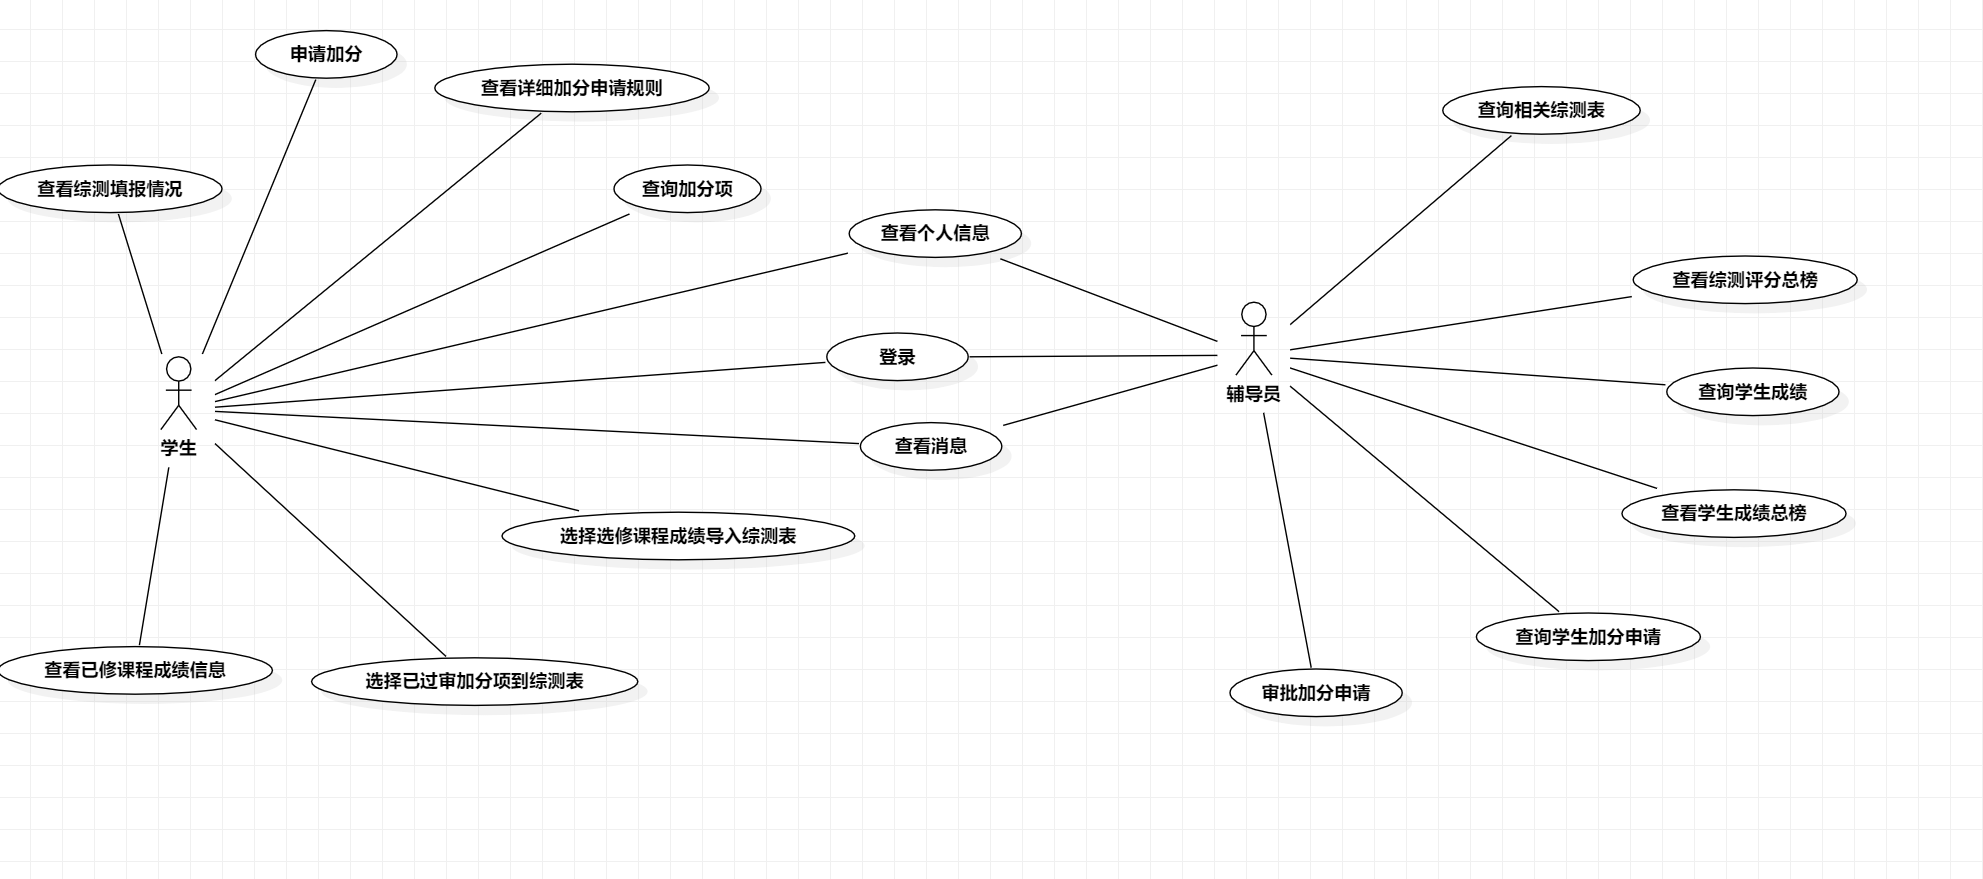 申请加分
查看详细加分申请规则
查询相关综测表
查看综测填报情况
查询加分项
查看个人信息
查看综测评分总榜
登录
辅导员
查询学生成绩
学生
查看消息
查看学生成绩总榜
选择选修课程成绩导入综测表
查询学生加分申请
查看已修课程成绩信息
选择已过审加分项到综测表
审批加分申请